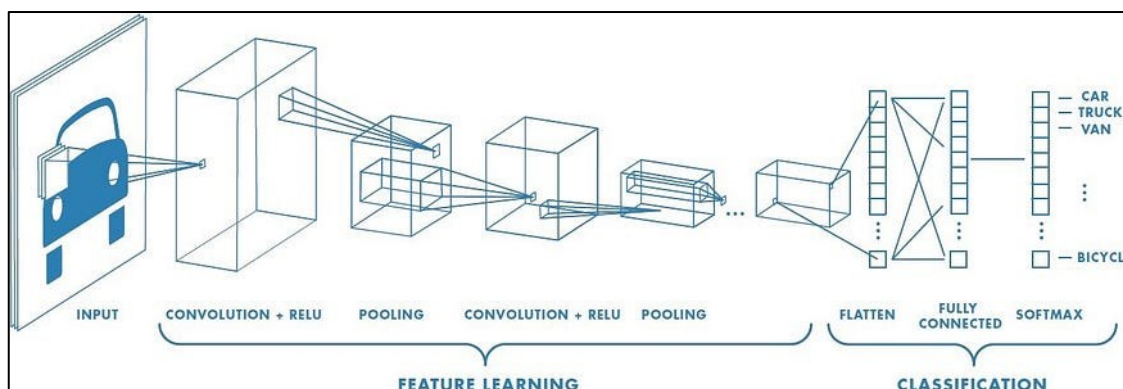 CAR
TRUCK
VAN
BICYCL
INPUT
CONVOLUTION + RELU
POOLING
CONVOLUTION + RELU
POOLING
FLATTEN
FULLY
CONNECTED
SOFTMAX
FEATURE LEARNING
CLASSIFICATION